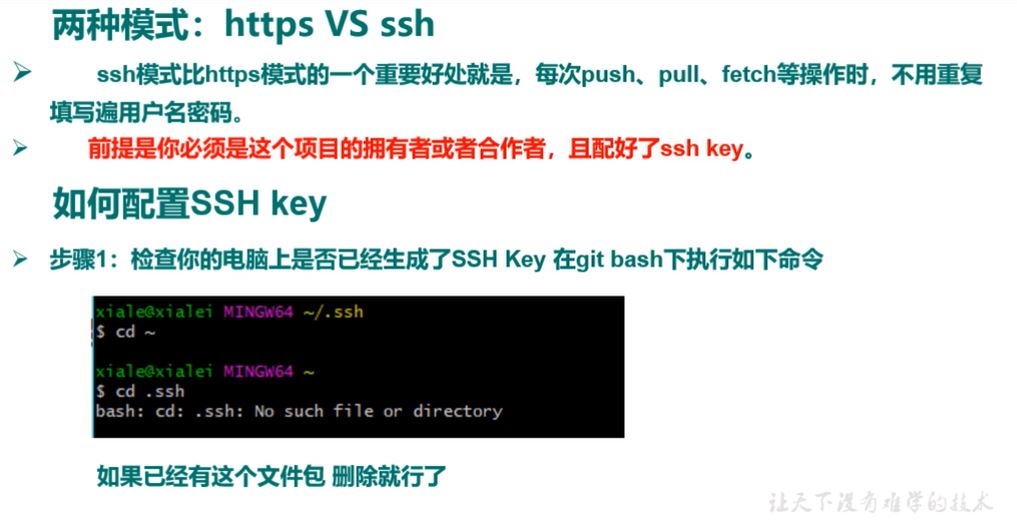 两种模式：https VS ssh
ssh模式比https模式的一个重要好处就是，每次push、pull、fetch等操作时，不用重复
填写遍用户名密码。
前提是你必须是这个项目的拥有者或者合作者，且配好了ssh key。
如何配置SSH key
步骤1：检查你的电脑上是否已经生成了SSH Key 在git bash下执行如下命令
xiale@xialei MINGW64 ~/.ssh
$ cd ~
xiale@xialei MINGW64 ~
$ cd .ssh
bash: cd: .ssh: No such file or directory
如果已经有这个文件包 删除就行了
让天下没有难学的技术